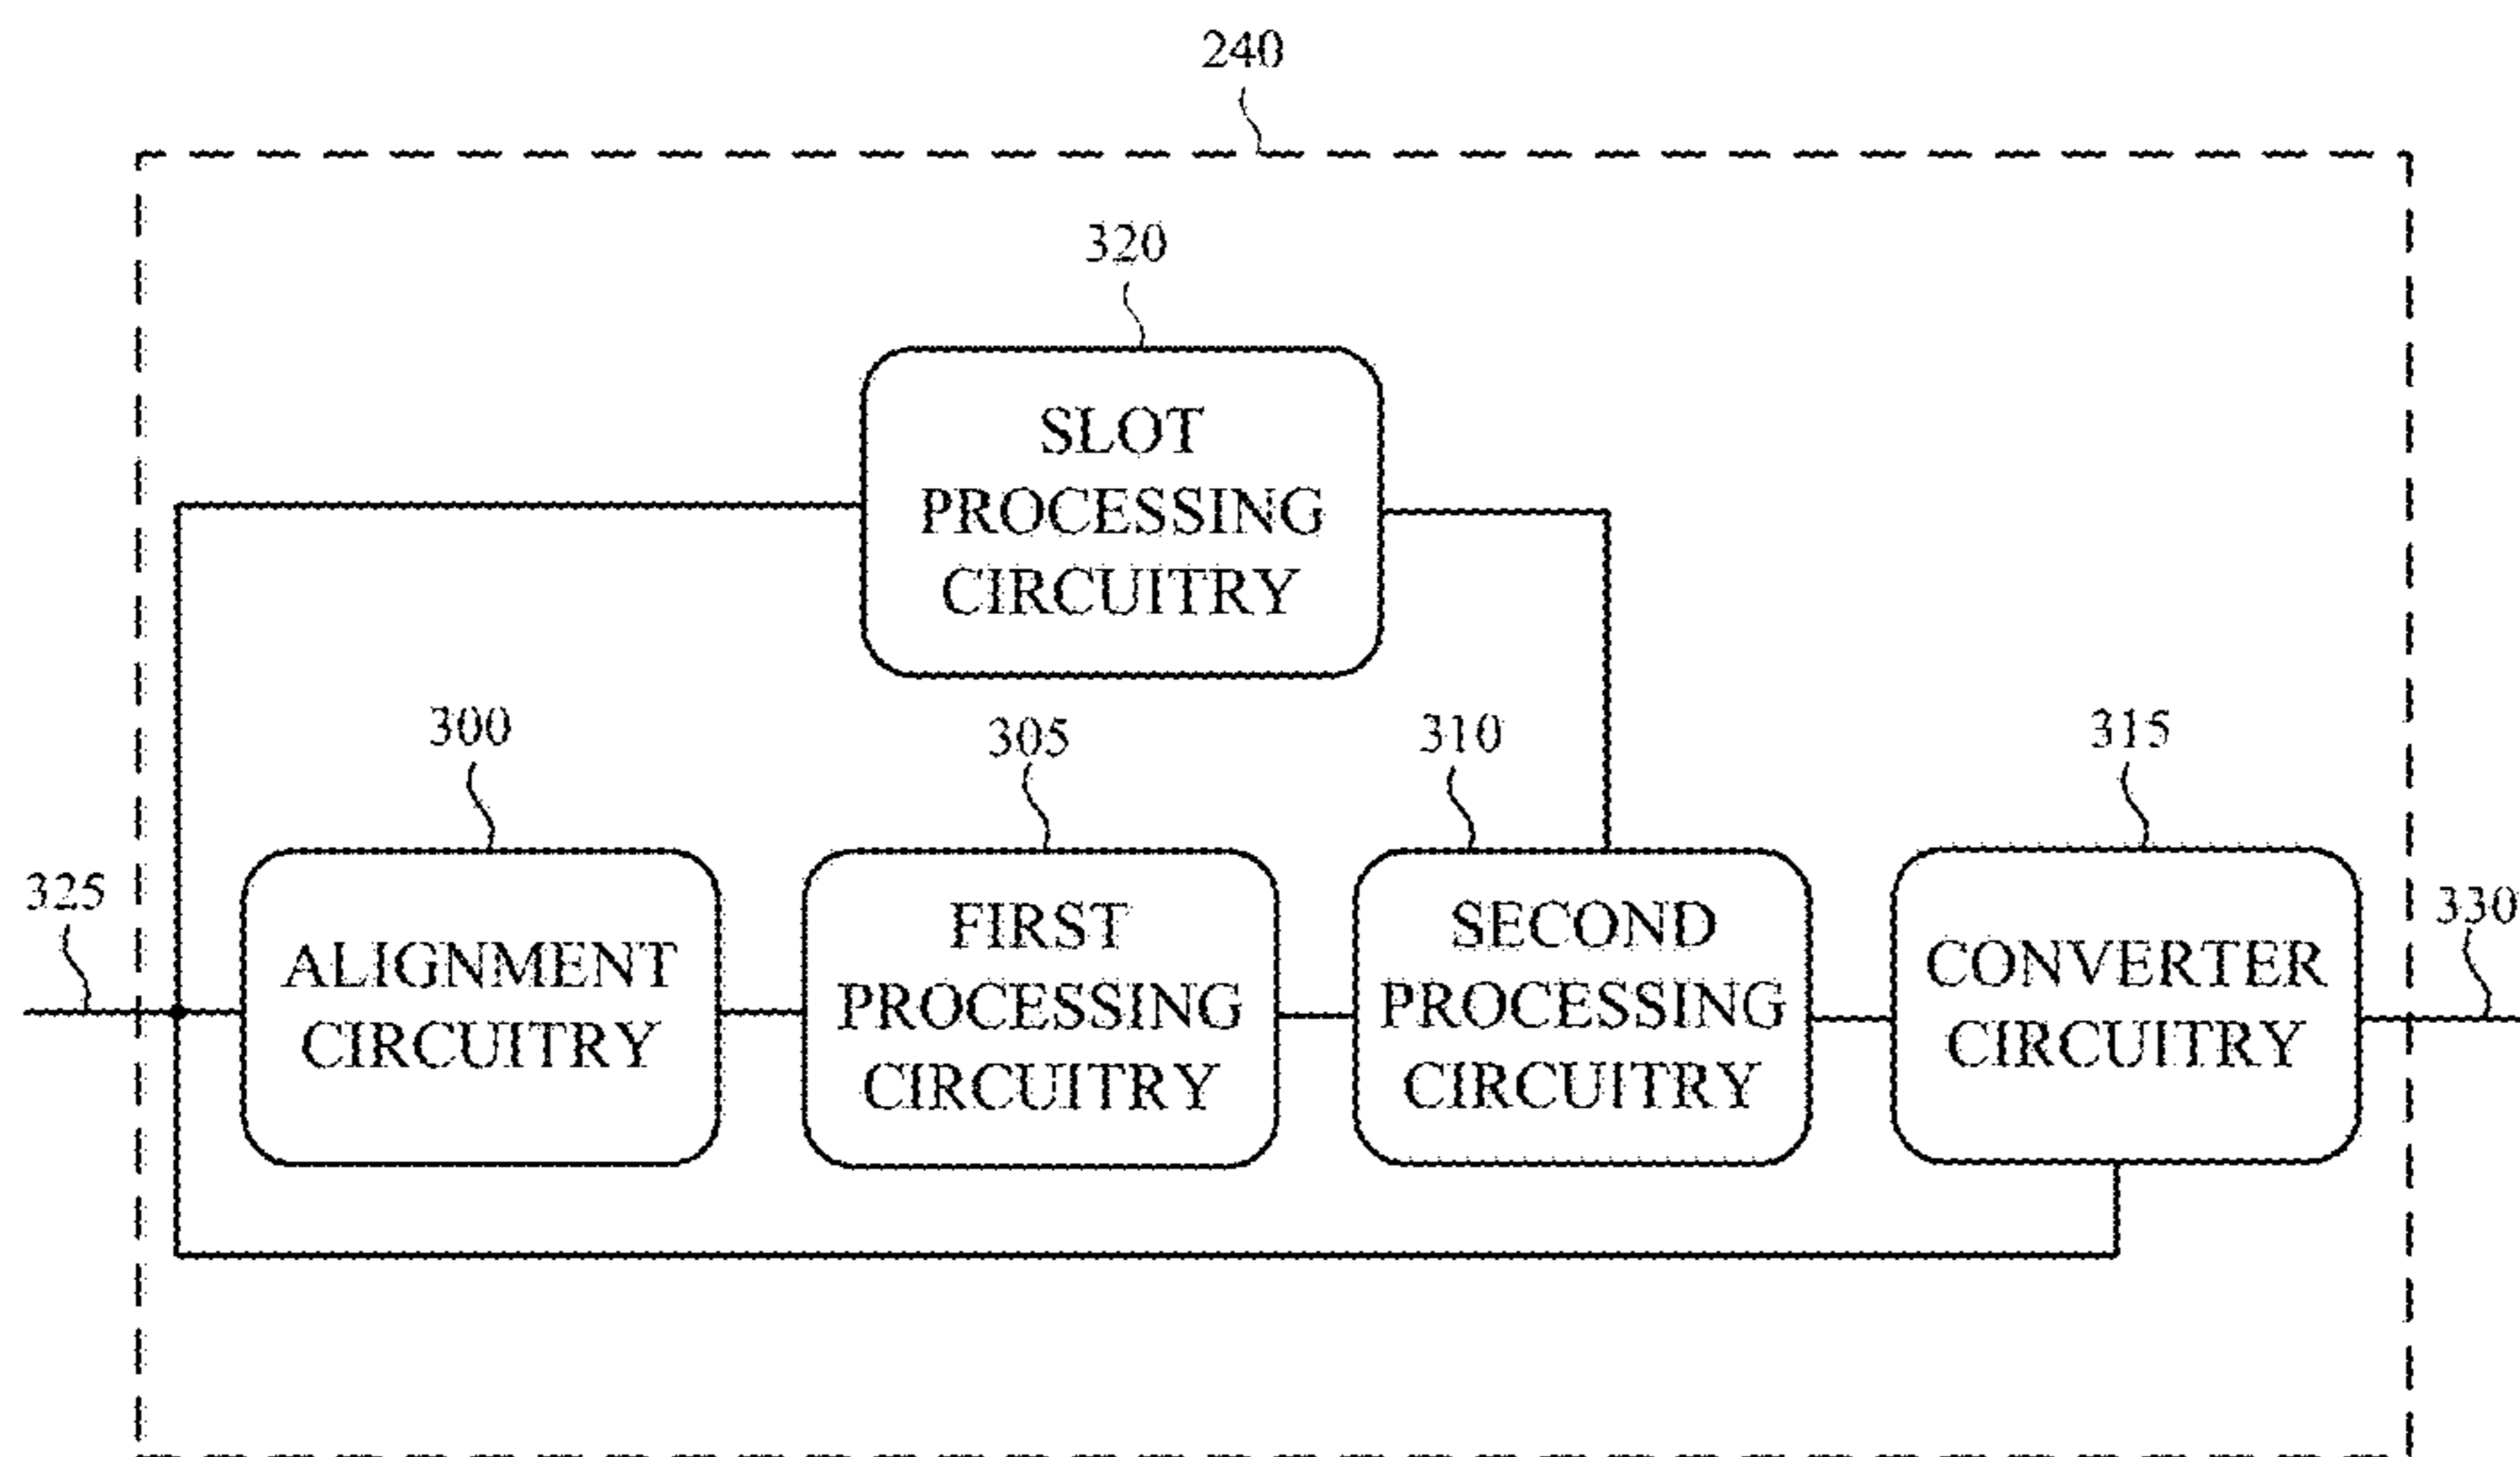 240
320
SLOT
PROCESSING
CIRCUITRY
300
305
310
315
325
330
ALIGNMENT
CIRCUITRY
FIRST
PROCESSING
CIRCUITRY
SECOND
PROCESSING
CIRCUITRY
CONVERTER
CIRCUITRY